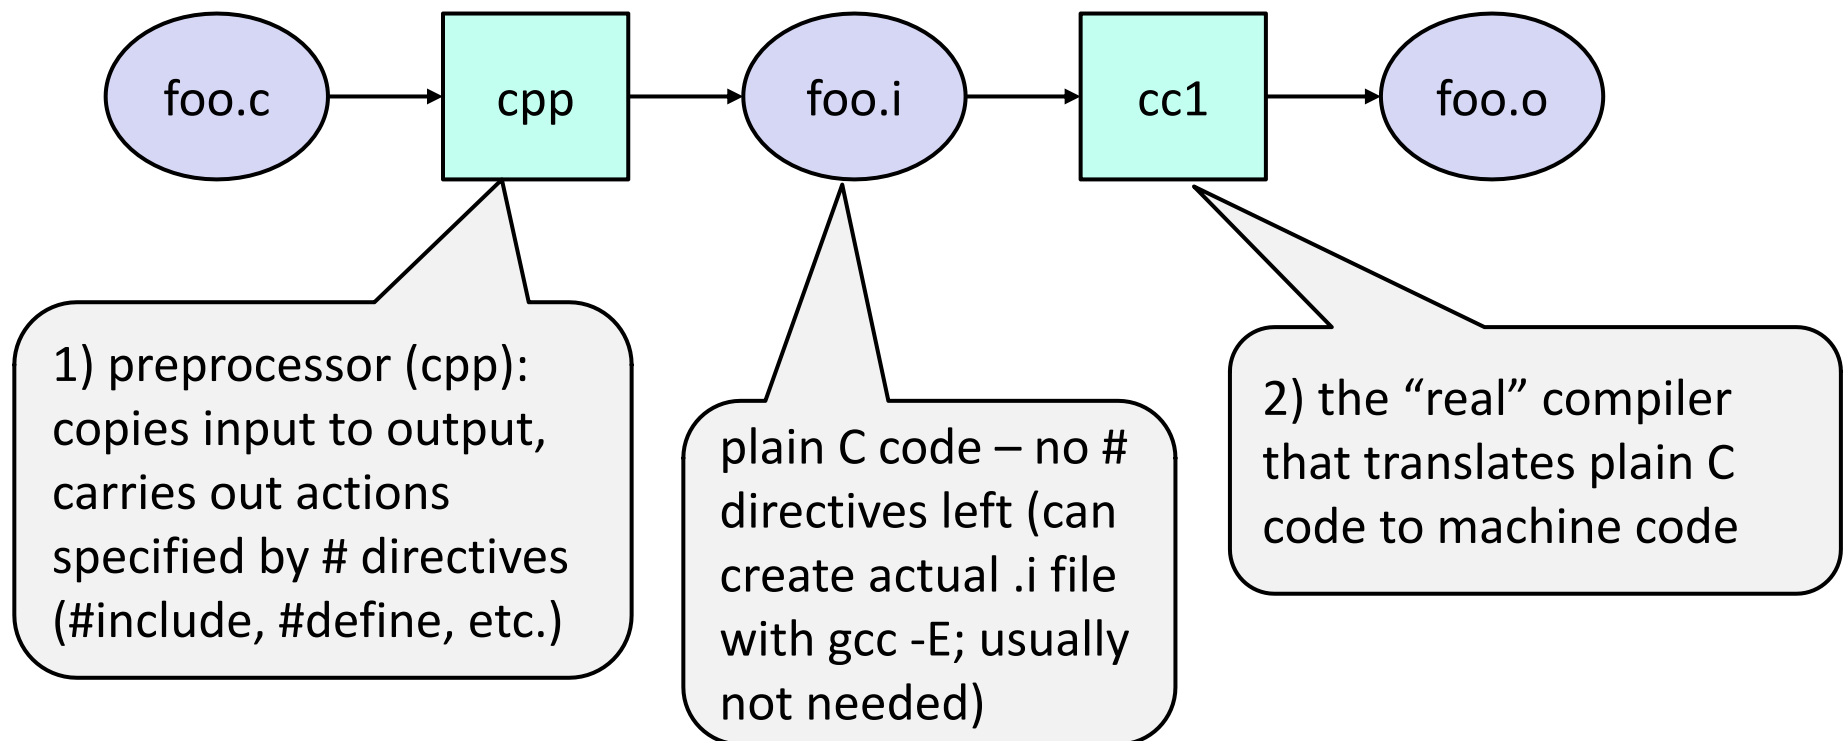 foo.c
cpp
foo.i
cc1
foo.o
1) preprocessor (cpp):
copies input to output,
carries out actions
specified by # directives
(#include, #define, etc.)
plain C code – no #
directives left (can
create actual .i file
with gcc -E; usually
not needed)
2) the “real” compiler
that translates plain C
code to machine code